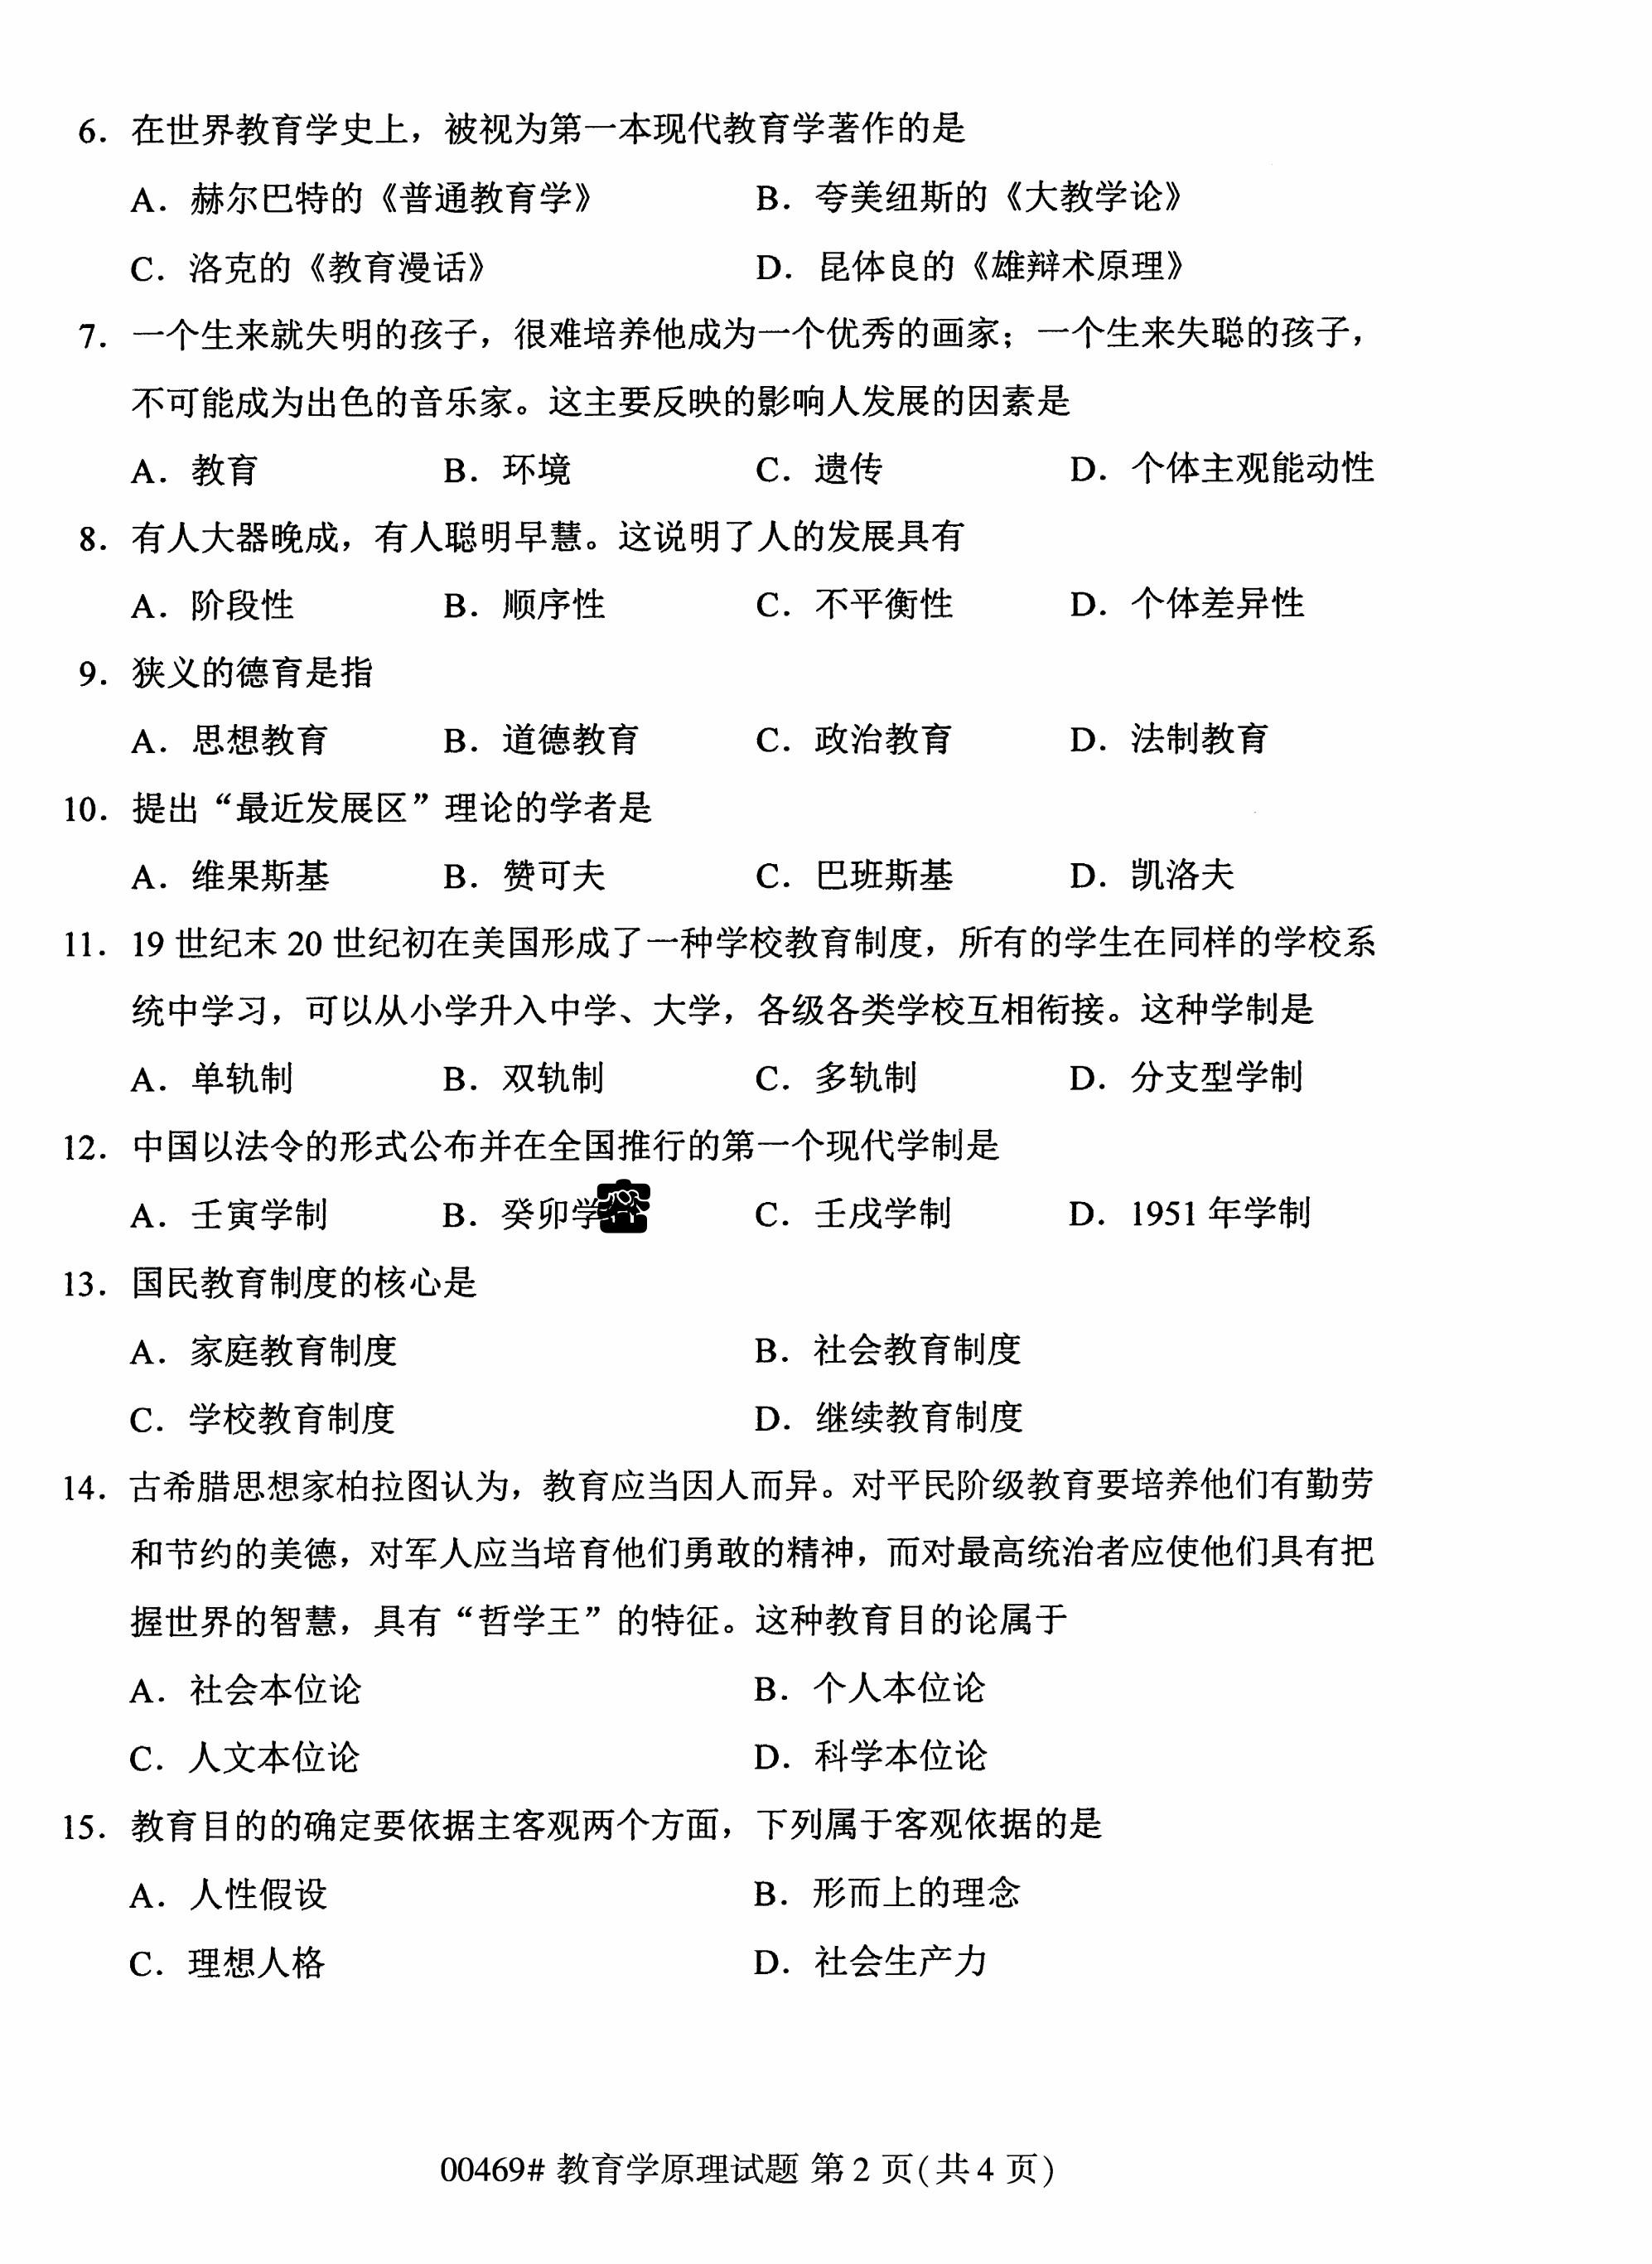 6. 在世界教育学史上，被视为第一本现代教育学著作的是
A. 赫尔巴特的《普通教育学》 B. 夸美纽斯的《大教学论》
C. 洛克的《教育漫话》 D. 昆体良的《雄辩术原理》
7. 一个生来就失明的孩子，很难培养他成为一个优秀的画家；一个生来失聪的孩子，
不可能成为出色的音乐家。这主要反映的影响人发展的因素是
A. 教育 B. 环境 C. 遗传 D. 个体主观能动性
8. 有人大器晚成，有人聪明早慧。这说明了人的发展具有
A. 阶段性 B. 顺序性 C. 不平衡性 D. 个体差异性
9. 狭义的德育是指
A. 思想教育 B. 道德教育 C. 政治教育 D. 法制教育
10. 提出“最近发展区”理论的学者是
A. 维果斯基 B. 赞可夫 C. 巴班斯基 D. 凯洛夫
11. 19 世纪末 20 世纪初在美国形成了一种学校教育制度，所有的学生在同样的学校系
统中学习，可以从小学升入中学、大学，各级各类学校互相衔接。这种学制是
A. 单轨制 B. 双轨制 C. 多轨制 D. 分支型学制
12. 中国以法令的形式公布并在全国推行的第一个现代学制是
A. 壬寅学制 B. 癸卯学 C. 壬戌学制 D. 1951 年学制
13. 国民教育制度的核心是
A. 家庭教育制度 B. 社会教育制度
C. 学校教育制度 D. 继续教育制度
14. 古希腊思想家柏拉图认为，教育应当因人而异。对平民阶级教育要培养他们有勤劳
和节约的美德，对军人应当培育他们勇敢的精神，而对最高统治者应使他们具有把
握世界的智慧，具有“哲学王”的特征。这种教育目的论属于
A. 社会本位论 B. 个人本位论
C. 人文本位论 D. 科学本位论
15. 教育目的的确定要依据主客观两个方面，下列属于客观依据的是
A. 人性假设 B. 形而上的理念
C. 理想人格 D. 社会生产力
00469# 教育学原理试题 第 2 页(共 4 页)